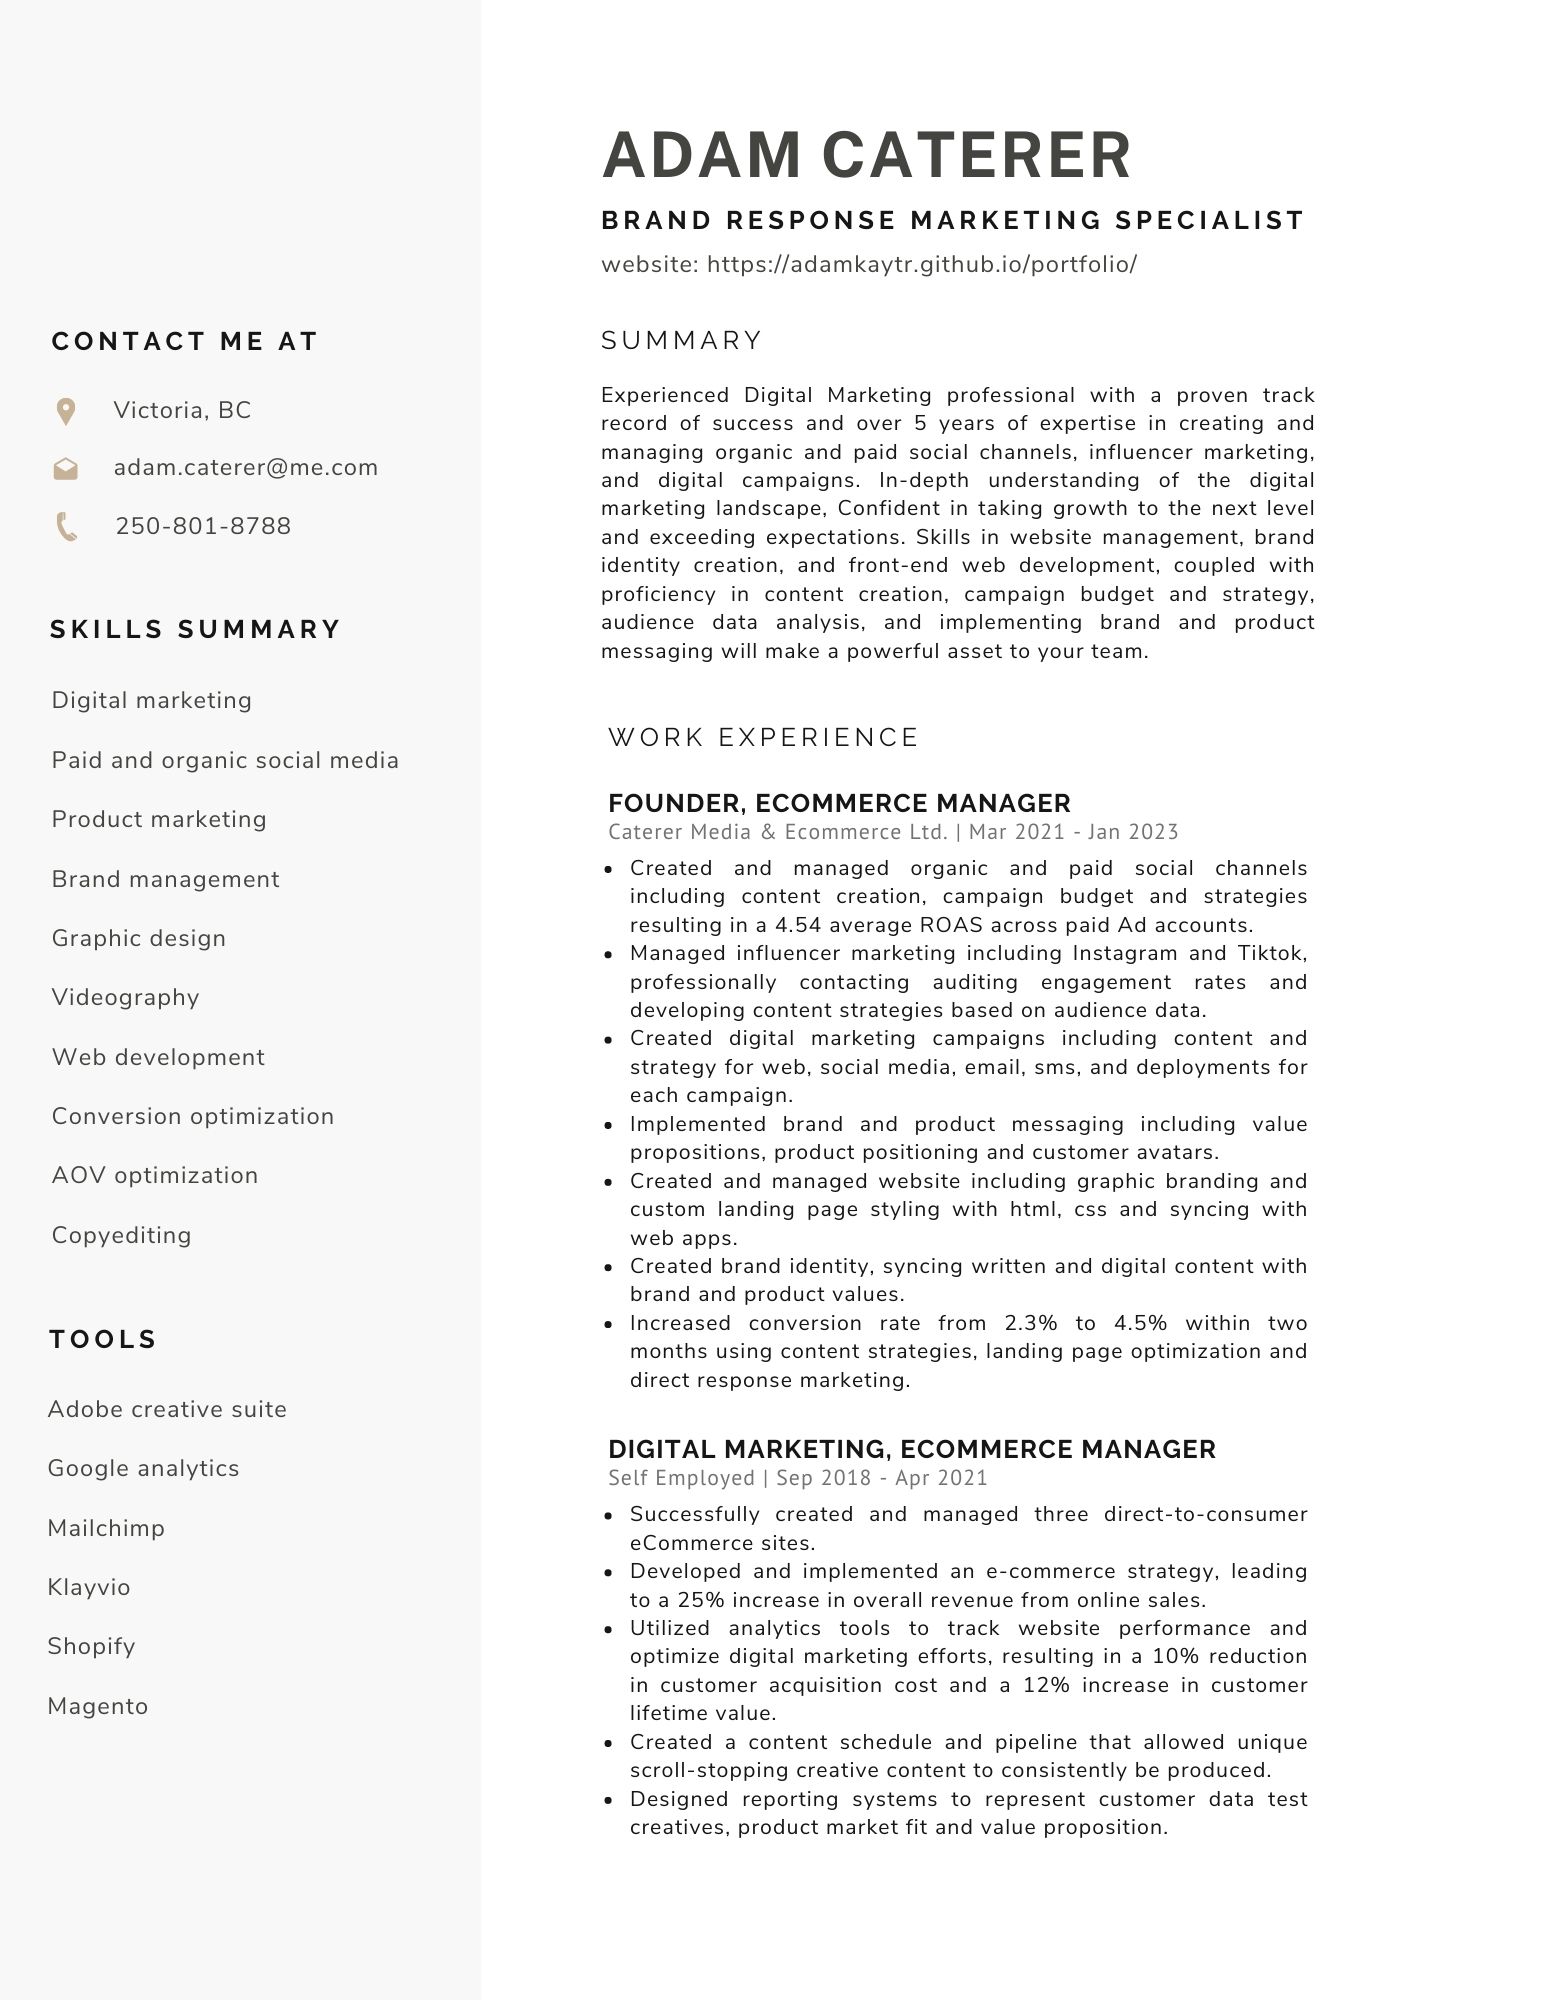 ADAM CATERER
BRAND RESPONSE MARKETING SPECIALIST
website: https://adamkaytr.github.io/portfolio/
CONTACT ME AT
Victoria, BC
adam.caterer@me.com
250-801-8788
SKILLS SUMMARY
Digital marketing
Paid and organic social media
Product marketing
Brand management
Graphic design
Videography
Web development
Conversion optimization
AOV optimization
Copyediting
TOOLS
Adobe creative suite
Google analytics
Mailchimp
Klayvio
Shopify
Magento
SUMMARY
Experienced Digital Marketing professional with a proven track
record of success and over 5 years of expertise in creating and
managing organic and paid social channels, influencer marketing,
and digital campaigns. In-depth understanding of the digital
marketing landscape, Confident in taking growth to the next level
and exceeding expectations. Skills in website management, brand
identity creation, and front-end web development, coupled with
proficiency in content creation, campaign budget and strategy,
audience data analysis, and implementing brand and product
messaging will make a powerful asset to your team.
WORK EXPERIENCE
FOUNDER, ECOMMERCE MANAGER
Caterer Media & Ecommerce Ltd. | Mar 2021 - Jan 2023
• Created and managed organic and paid social channels
including content creation, campaign budget and strategies
resulting in a 4.54 average ROAS across paid Ad accounts.
• Managed influencer marketing including Instagram and Tiktok,
professionally contacting auditing engagement rates and
developing content strategies based on audience data.
• Created digital marketing campaigns including content and
strategy for web, social media, email, sms, and deployments for
each campaign.
• Implemented brand and product messaging including value
propositions, product positioning and customer avatars.
• Created and managed website including graphic branding and
custom landing page styling with html, css and syncing with
web apps.
• Created brand identity, syncing written and digital content with
brand and product values.
• Increased conversion rate from 2.3% to 4.5% within two
months using content strategies, landing page optimization and
direct response marketing.
DIGITAL MARKETING, ECOMMERCE MANAGER
Self Employed | Sep 2018 - Apr 2021
• Successfully created and managed three direct-to-consumer
eCommerce sites.
• Developed and implemented an e-commerce strategy, leading
to a 25% increase in overall revenue from online sales.
• Utilized analytics tools to track website performance and
optimize digital marketing efforts, resulting in a 10% reduction
in customer acquisition cost and a 12% increase in customer
lifetime value.
• Created a content schedule and pipeline that allowed unique
scroll-stopping creative content to consistently be produced.
• Designed reporting systems to represent customer data test
creatives, product market fit and value proposition.